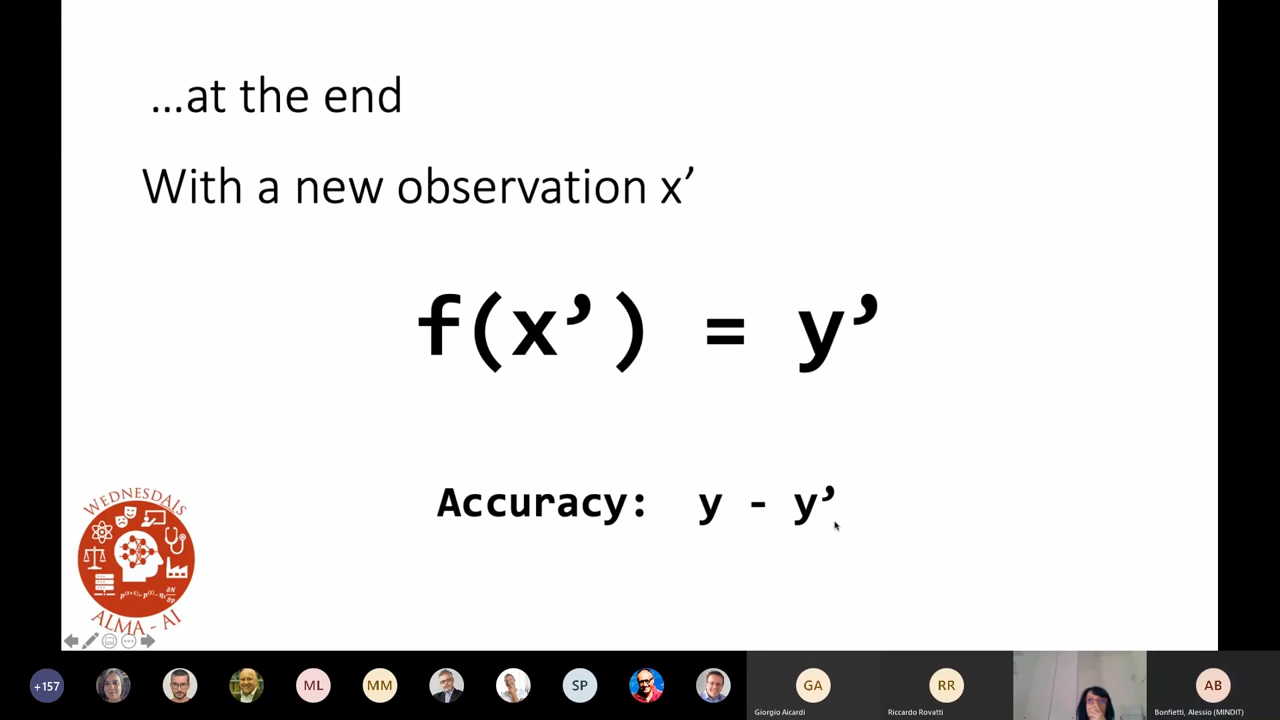 ...at the end
With a new observation x’
f(x’) = y’
Accuracy: y - y’
WEDNESDAIS
ALMA - AI
+157
ML
MM
SP
GA
Giorgio Aicardi
RR
Riccardo Rovatti
AB
Bonfietti, Alessio (MINDIT)